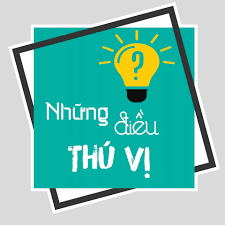 ?
Những điều
THÚ VỊ